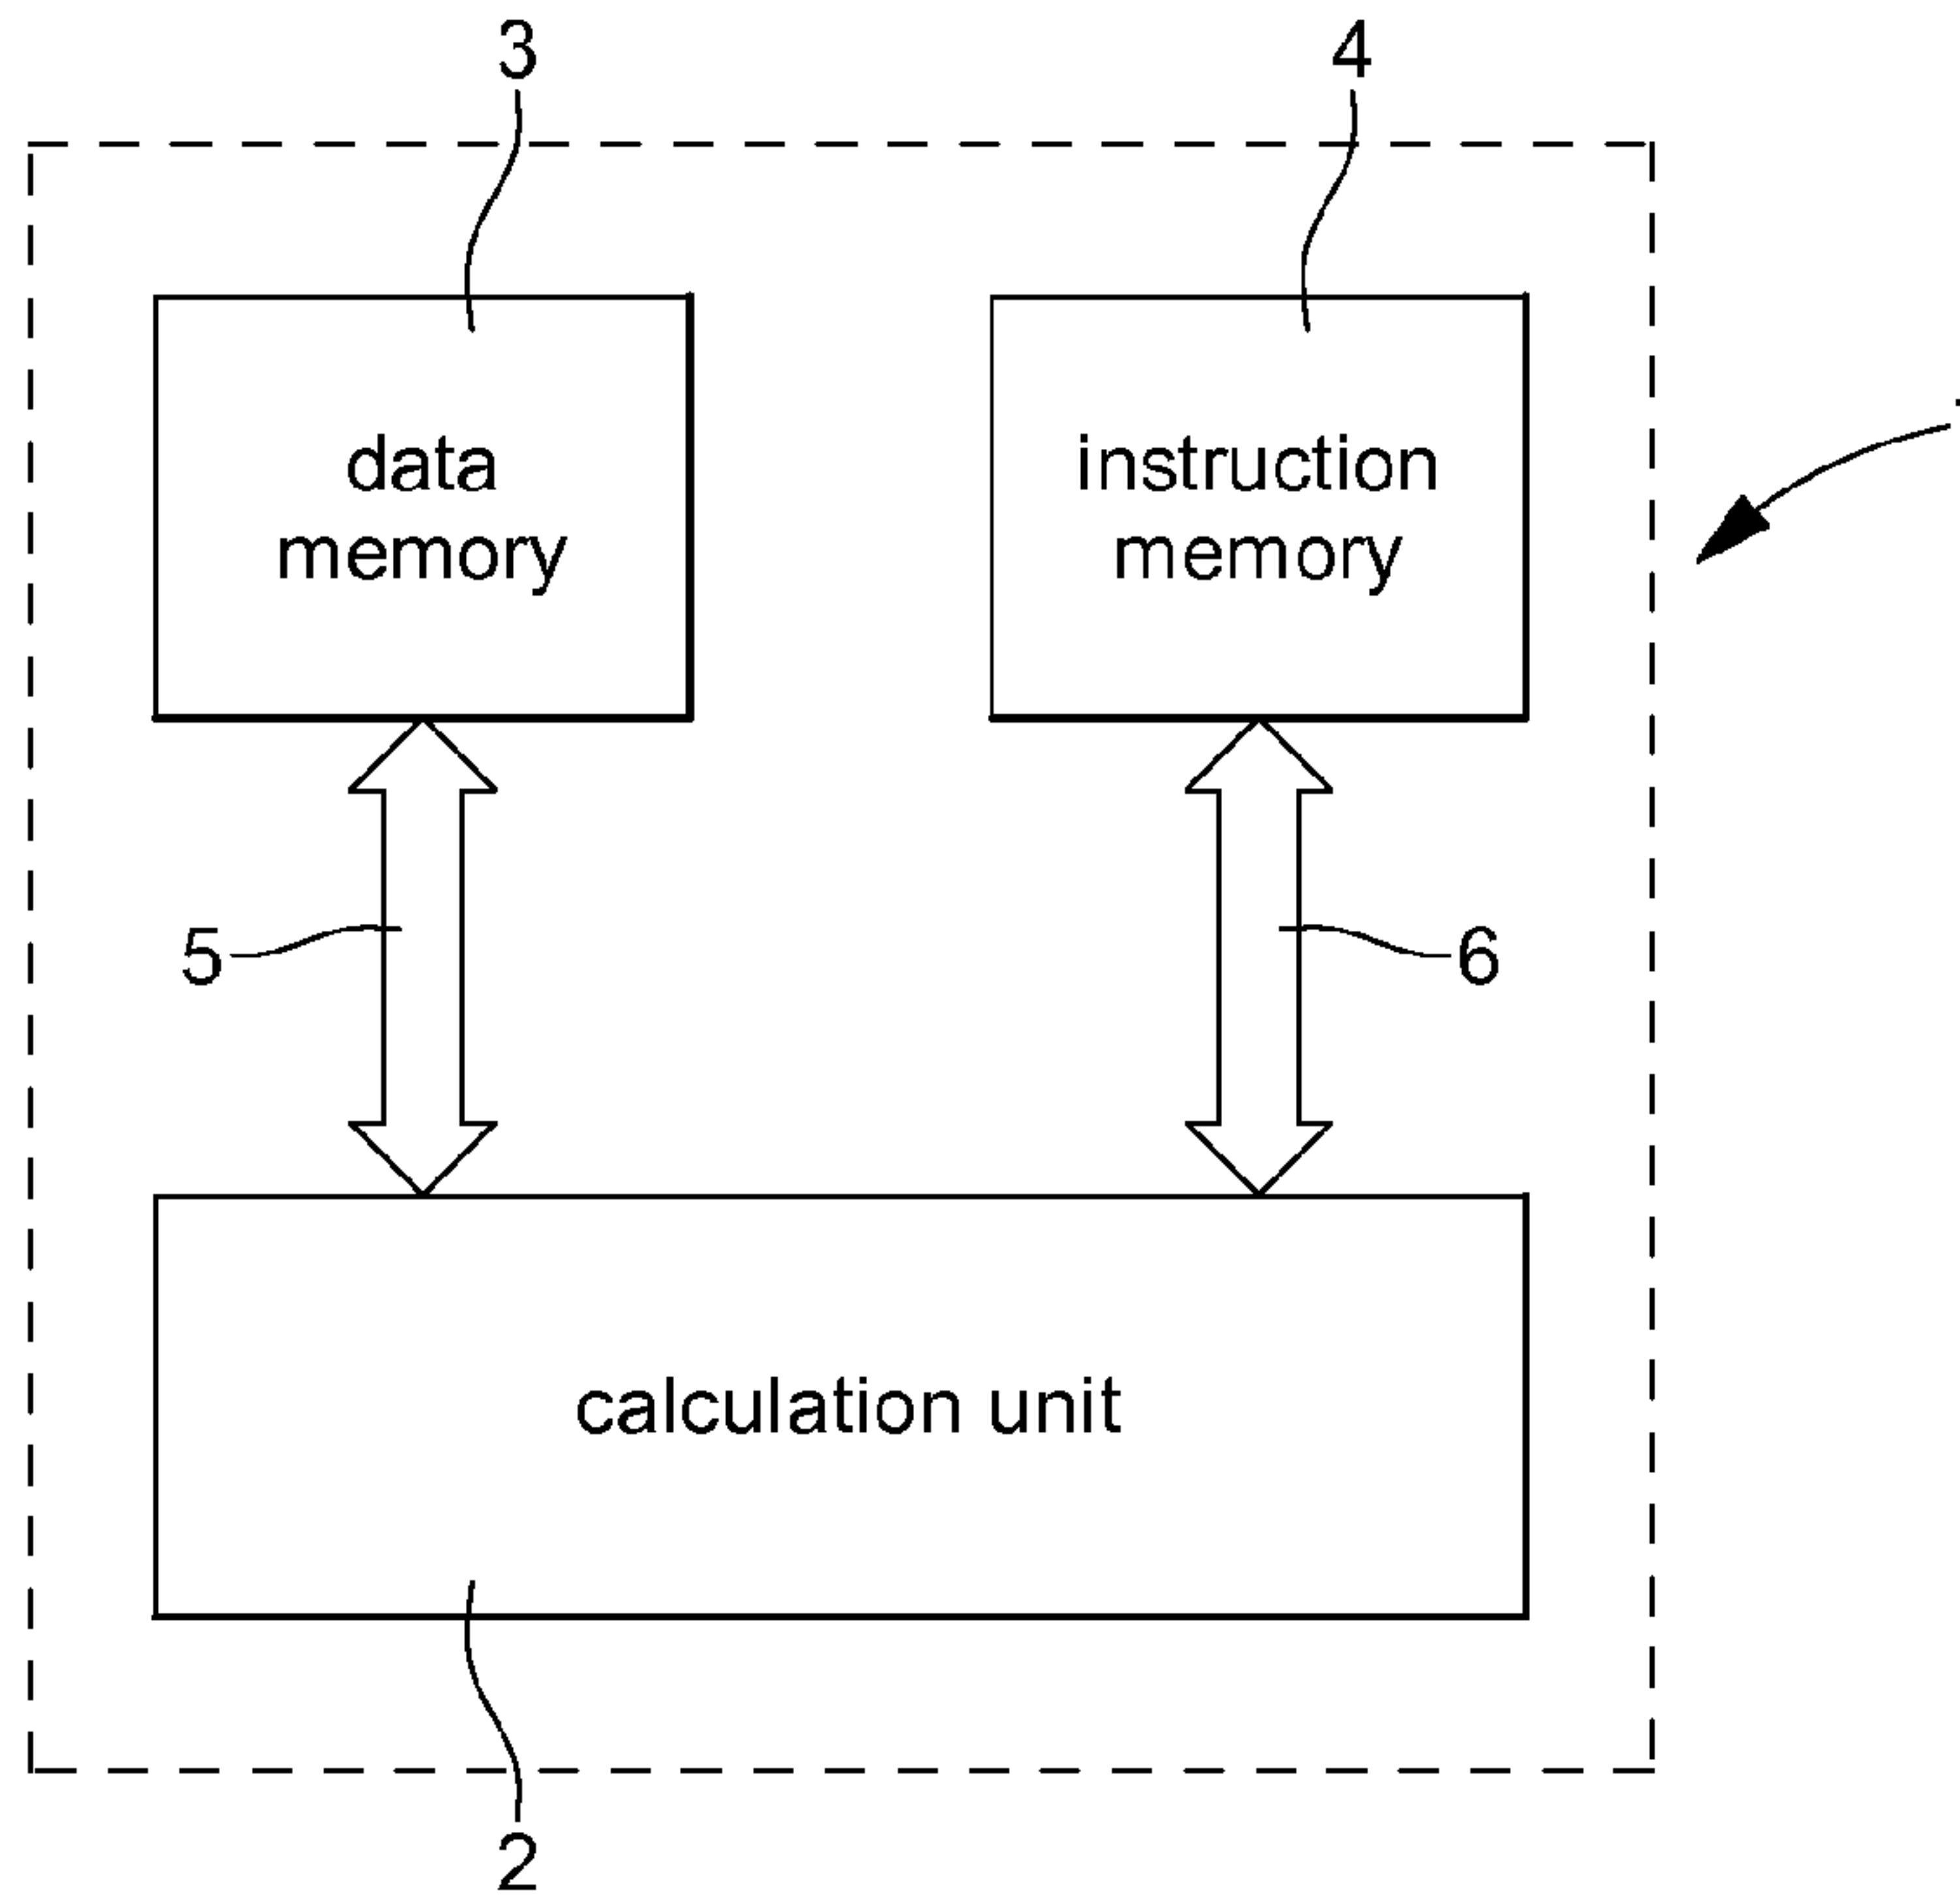 3
4
data
memory
instruction
memory
5
6
calculation unit
2